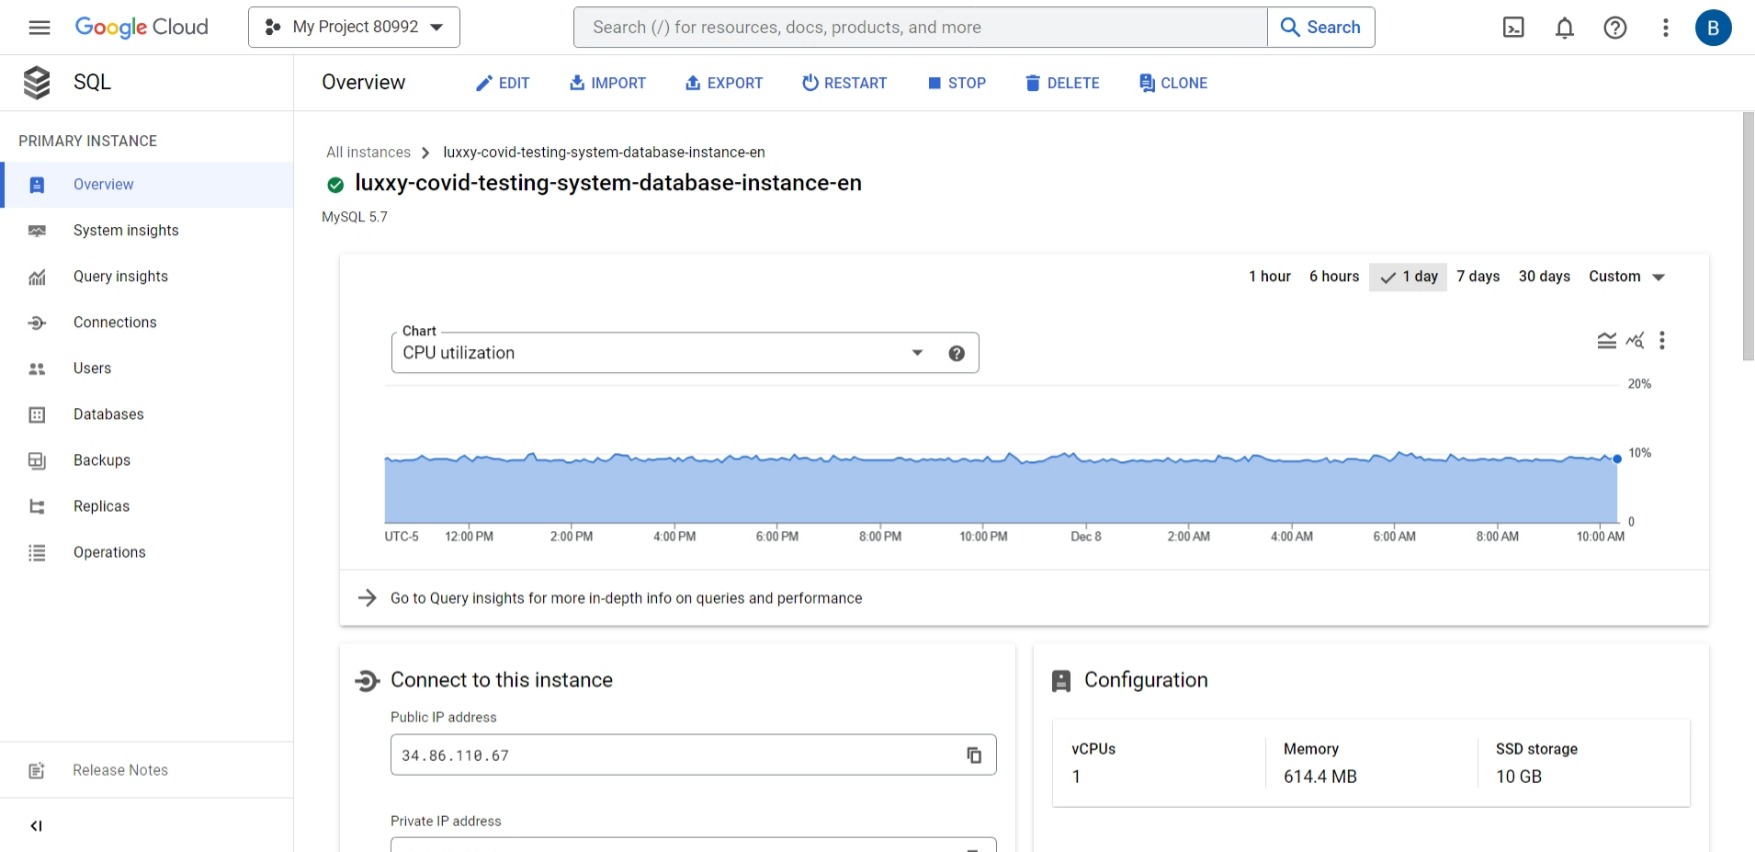 Google Cloud
My Project 80992
Search (/) for resources, docs, products, and more
Search
B
SQL
Overview
EDIT
IMPORT
EXPORT
RESTART
STOP
DELETE
CLONE
PRIMARY INSTANCE
Overview
System insights
Query insights
Connections
Users
Databases
Backups
Replicas
Operations
Release Notes
All instances
luxxy-covid-testing-system-database-instance-en
luxxy-covid-testing-system-database-instance-en
MySQL 5.7
1 hour 6 hours 1 day 7 days 30 days Custom
Chart
CPU utilization
20%
10%
0
UTC-5 12:00 PM 2:00 PM 4:00 PM 6:00 PM 8:00 PM 10:00 PM Dec 8 2:00 AM 4:00 AM 6:00 AM 8:00 AM 10:00 AM
Go to Query insights for more in-depth info on queries and performance
Connect to this instance
Public IP address
34.86.110.67
Private IP address
Configuration
vCPUs
1
Memory
614.4 MB
SSD storage
10 GB